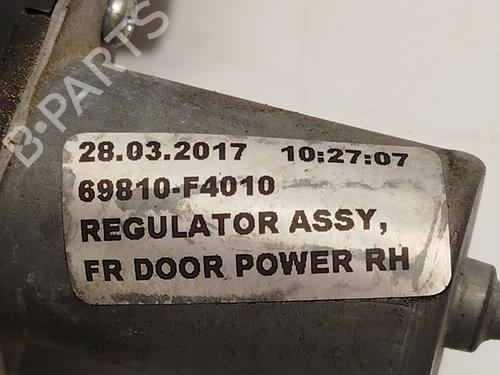 B-PARTS
28.03.2017 10:27:07
69810-F4010
REGULATOR ASSY,
FR DOOR POWER RH